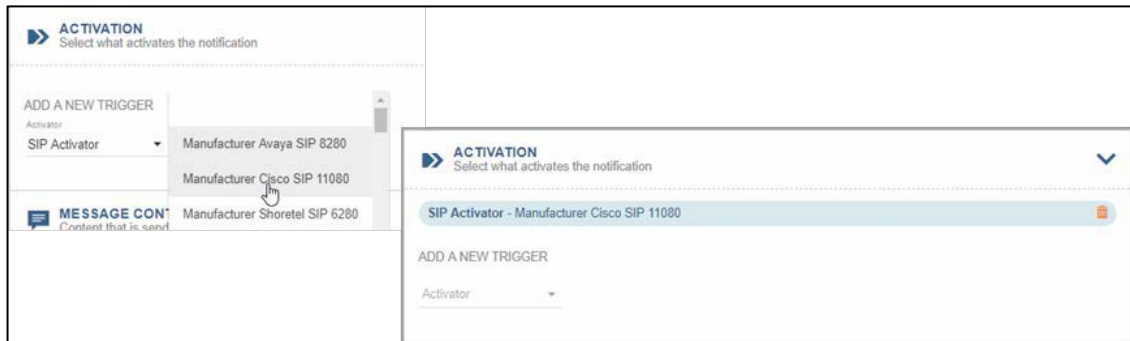 ACTIVATION
Select what activates the notification
ADD A NEW TRIGGER
Activator
SIP Activator
Manufacturer Avaya SIP 8280
Manufacturer Cisco SIP 11080
Manufacturer Shoretel SIP 6280
MESSAGE CONT
Content that is send
ACTIVATION
Select what activates the notification
SIP Activator - Manufacturer Cisco SIP 11080
ADD A NEW TRIGGER
Activator